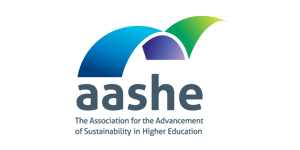 aashe
The Association for the Advancement
of Sustainability in Higher Education